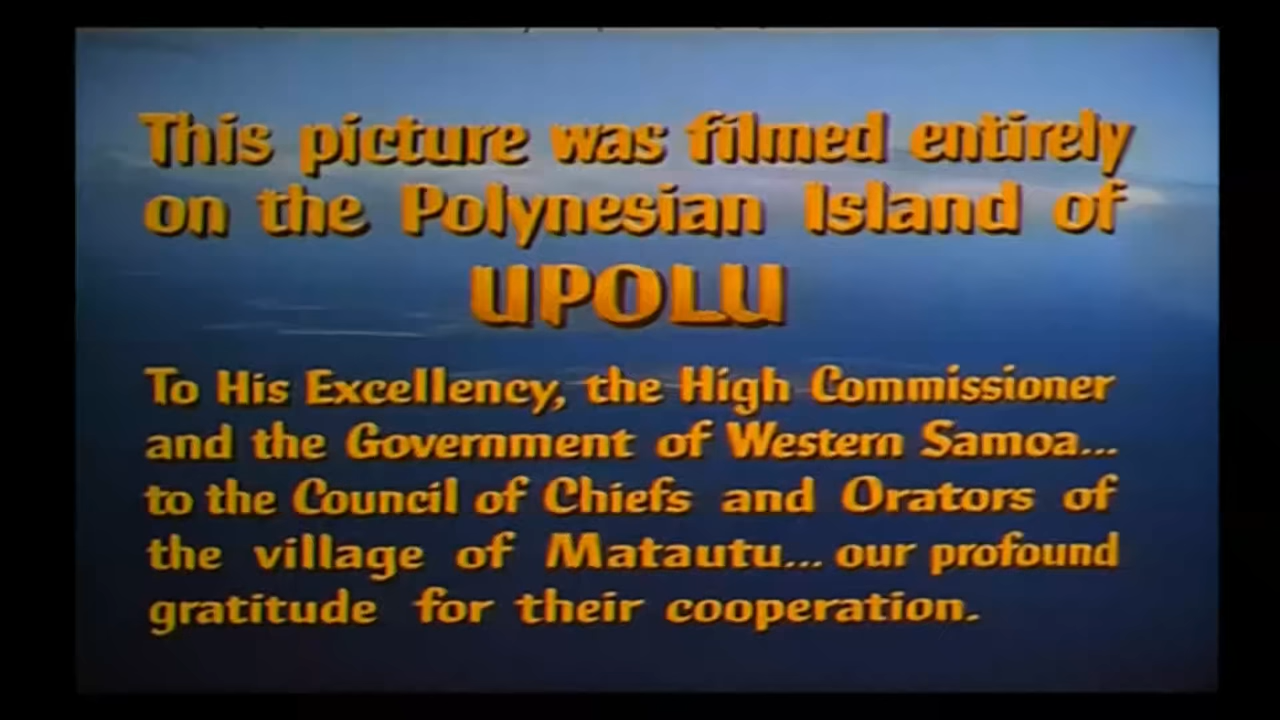 This picture was filmed entirely
on the Polynesian Island of
UPOLU
To His Excellency, the High Commissioner
and the Government of Western Samoa...
to the Council of Chiefs and Orators of
the village of Matautu... our profound
gratitude for their cooperation.